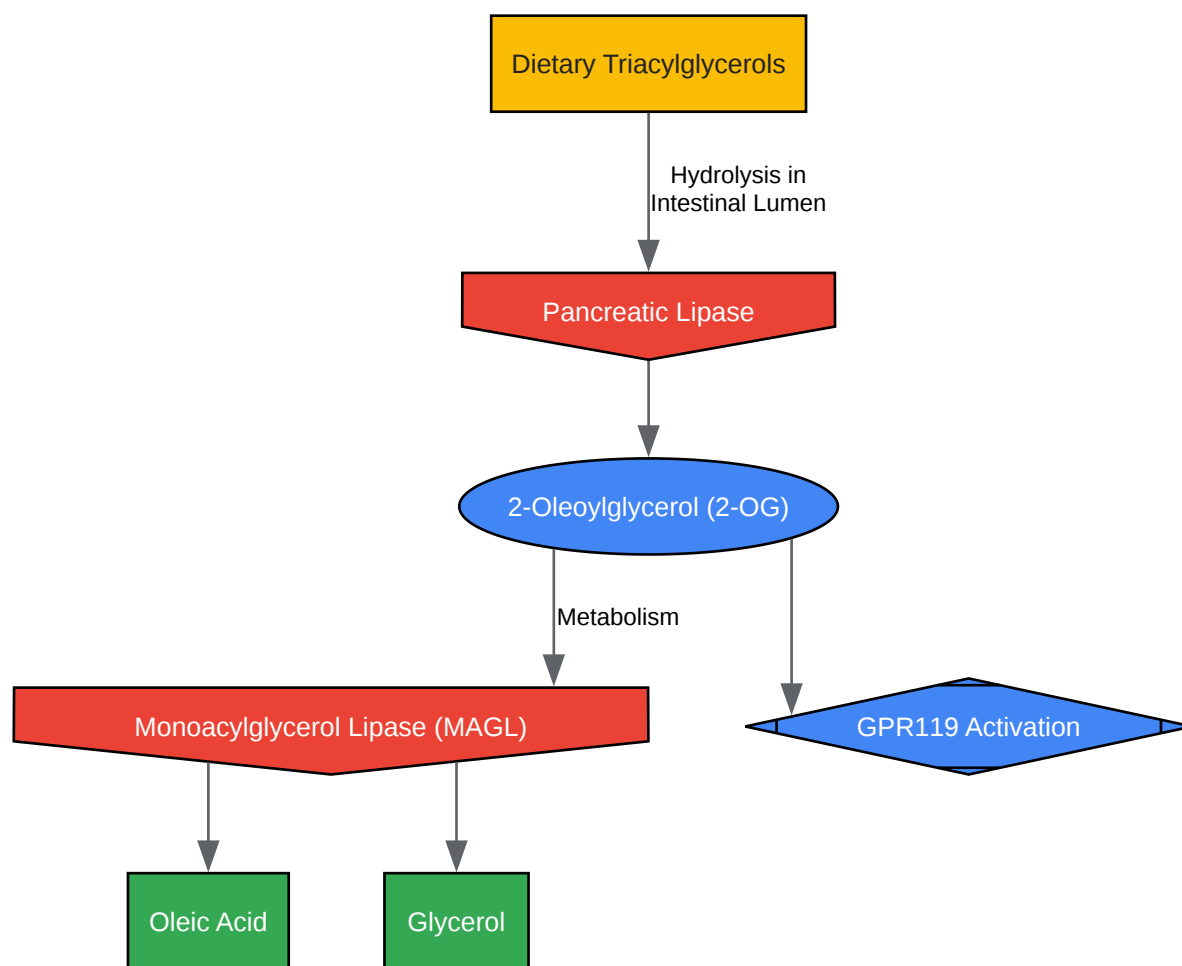 Dietary Triacylglycerols
Hydrolysis in
Intestinal Lumen
Pancreatic Lipase
2-Oleoylglycerol (2-OG)
Metabolism
Monoacylglycerol Lipase (MAGL)
GPR119 Activation
Oleic Acid
Glycerol